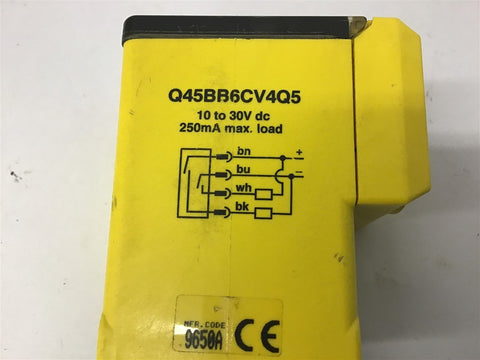 Q45BB6CV4Q5
10 to 30V dc
250mA max. load
bn +
bu −
wh
bk
MFR. CODE
9650A CE